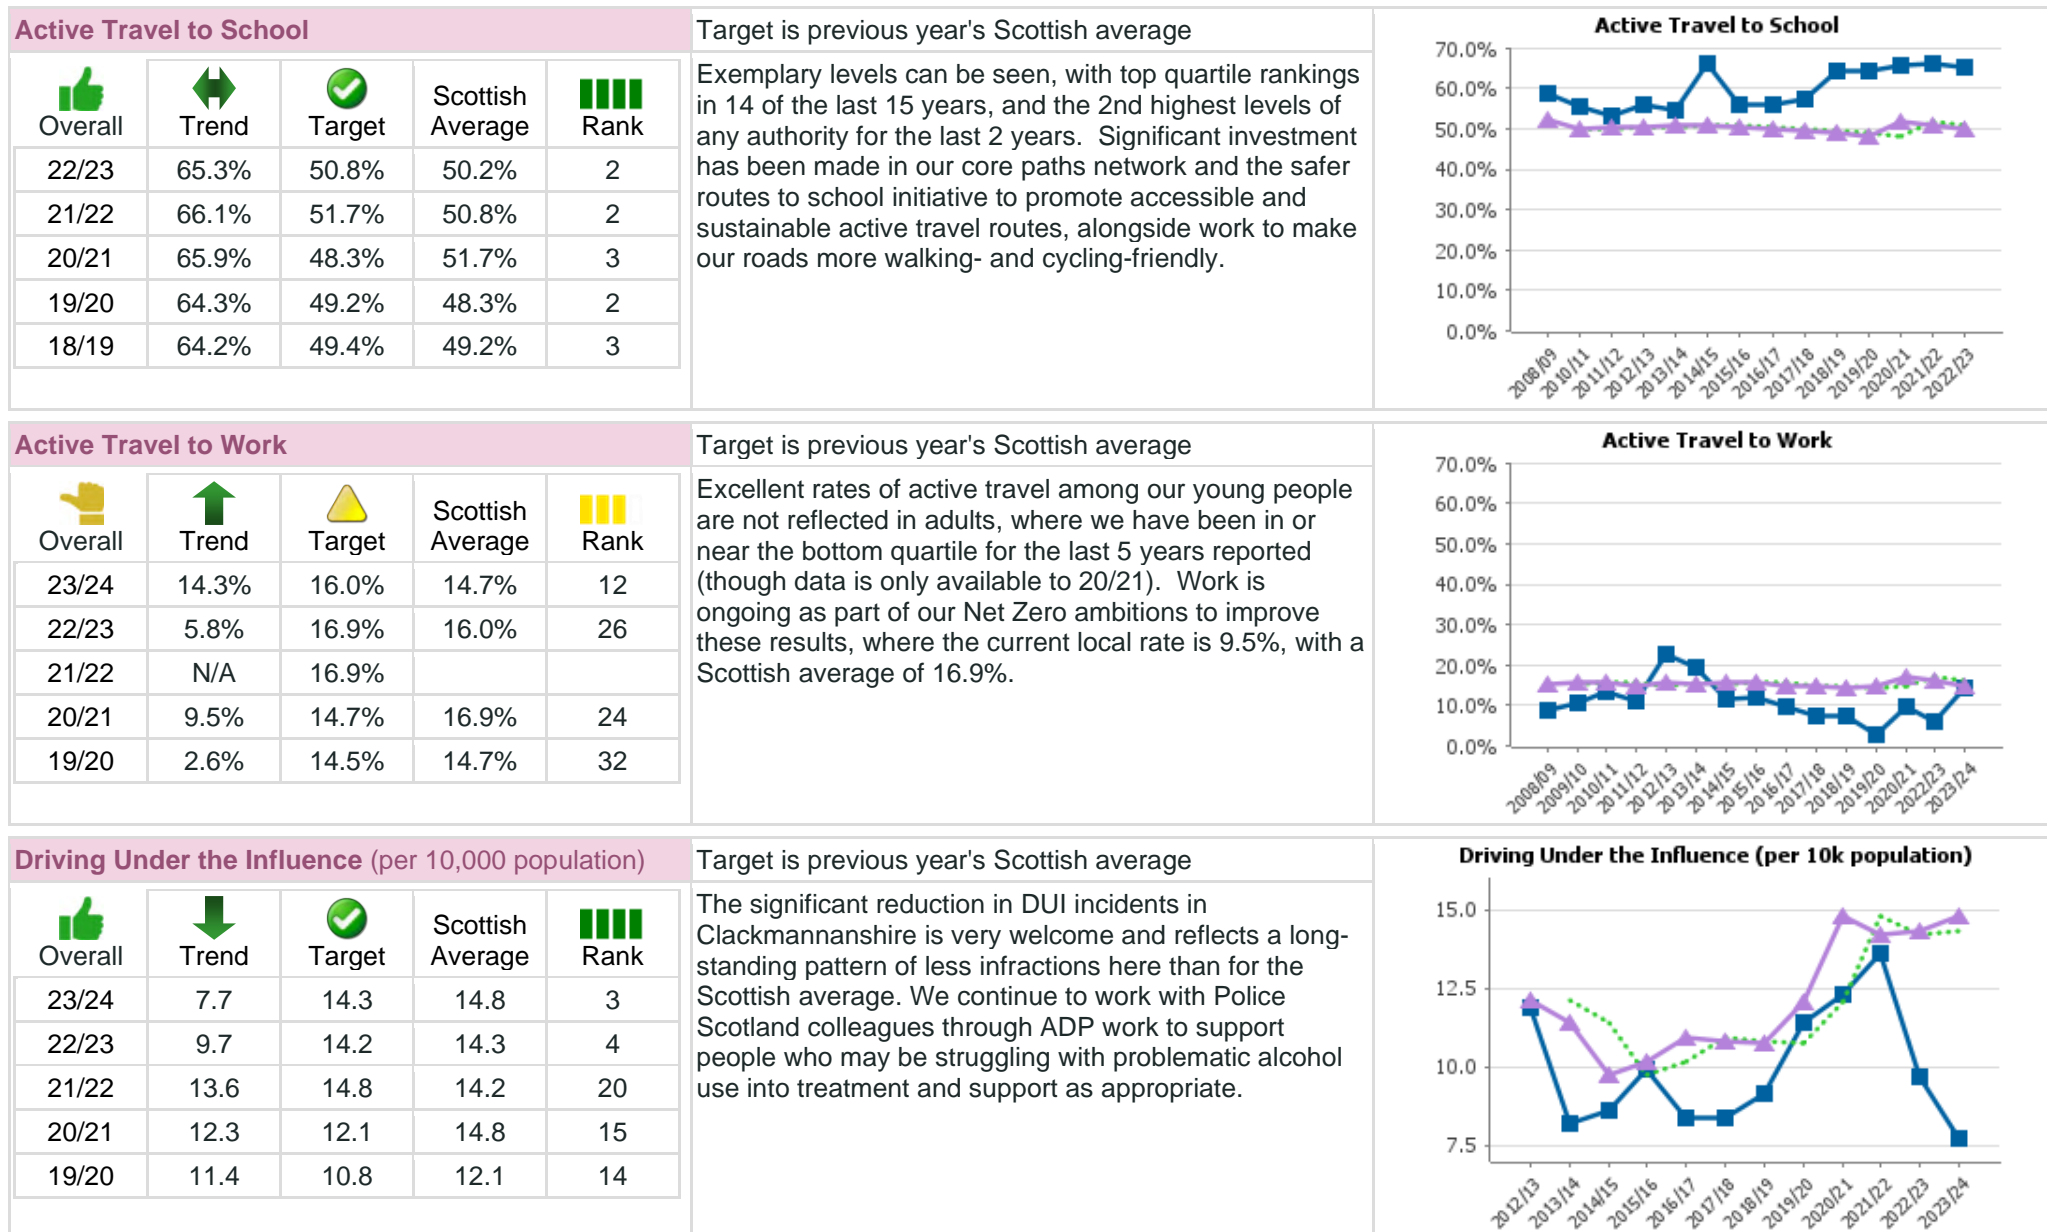 Active Travel to School
Target is previous year's Scottish average
Overall Trend Target Scottish Average Rank
22/23 65.3% 50.8% 50.2% 2
21/22 66.1% 51.7% 50.8% 2
20/21 65.9% 48.3% 51.7% 3
19/20 64.3% 49.2% 48.3% 2
18/19 64.2% 49.4% 49.2% 3
Exemplary levels can be seen, with top quartile rankings
in 14 of the last 15 years, and the 2nd highest levels of
any authority for the last 2 years. Significant investment
has been made in our core paths network and the safer
routes to school initiative to promote accessible and
sustainable active travel routes, alongside work to make
our roads more walking- and cycling-friendly.
Active Travel to School
70.0%
60.0%
50.0%
40.0%
30.0%
20.0%
10.0%
0.0%
2008/09 2010/11 2011/12 2012/13 2013/14 2014/15 2015/16 2016/17 2017/18 2018/19 2019/20 2020/21 2021/22 2022/23
Active Travel to Work
Target is previous year's Scottish average
Overall Trend Target Scottish Average Rank
23/24 14.3% 16.0% 14.7% 12
22/23 5.8% 16.9% 16.0% 26
21/22 N/A 16.9%
20/21 9.5% 14.7% 16.9% 24
19/20 2.6% 14.5% 14.7% 32
Excellent rates of active travel among our young people
are not reflected in adults, where we have been in or
near the bottom quartile for the last 5 years reported
(though data is only available to 20/21). Work is
ongoing as part of our Net Zero ambitions to improve
these results, where the current local rate is 9.5%, with a
Scottish average of 16.9%.
Active Travel to Work
70.0%
60.0%
50.0%
40.0%
30.0%
20.0%
10.0%
0.0%
2008/09 2009/10 2010/11 2011/12 2012/13 2013/14 2014/15 2015/16 2016/17 2017/18 2018/19 2019/20 2020/21 2022/23 2023/24
Driving Under the Influence (per 10,000 population)
Target is previous year's Scottish average
Overall Trend Target Scottish Average Rank
23/24 7.7 14.3 14.8 3
22/23 9.7 14.2 14.3 4
21/22 13.6 14.8 14.2 20
20/21 12.3 12.1 14.8 15
19/20 11.4 10.8 12.1 14
The significant reduction in DUI incidents in
Clackmannanshire is very welcome and reflects a long-
standing pattern of less infractions here than for the
Scottish average. We continue to work with Police
Scotland colleagues through ADP work to support
people who may be struggling with problematic alcohol
use into treatment and support as appropriate.
Driving Under the Influence (per 10k population)
15.0
12.5
10.0
7.5
2012/13 2013/14 2014/15 2015/16 2016/17 2017/18 2018/19 2019/20 2020/21 2021/22 2022/23 2023/24